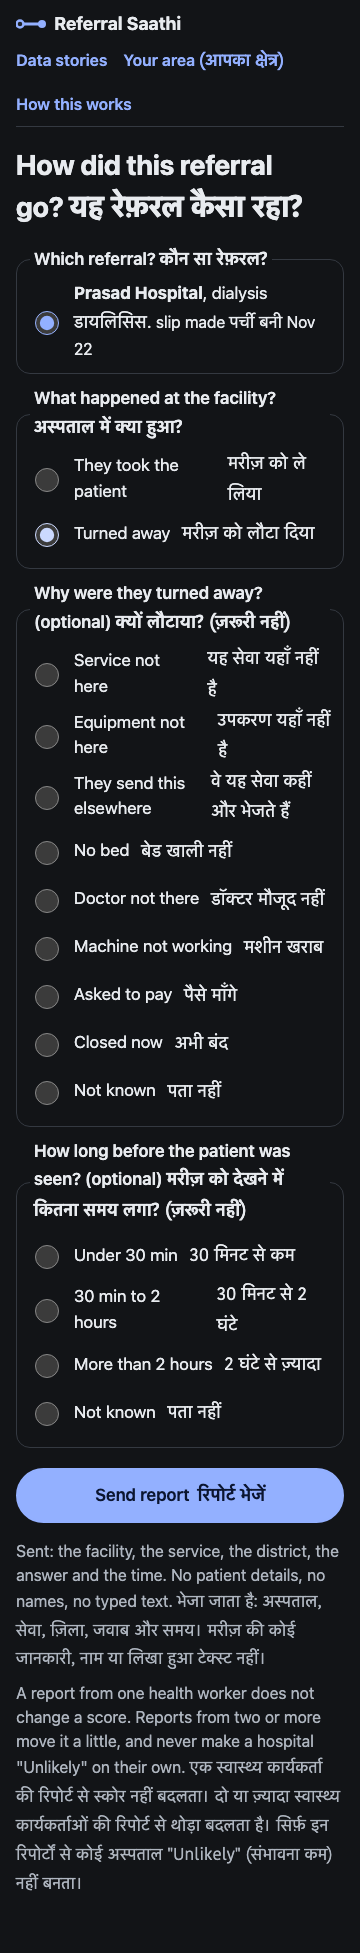 Referral Saathi
Data stories Your area (आपका क्षेत्र)
How this works
How did this referral
go? यह रेफ़रल कैसा रहा?
Which referral? कौन सा रेफ़रल?
Prasad Hospital, dialysis
डायलिसिस. slip made पर्ची बनी Nov
22
What happened at the facility?
अस्पताल में क्या हुआ?
They took the patient मरीज़ को ले लिया
Turned away मरीज़ को लौटा दिया
Why were they turned away?
(optional) क्यों लौटाया? (ज़रूरी नहीं)
Service not here यह सेवा यहाँ नहीं है
Equipment not here उपकरण यहाँ नहीं है
They send this elsewhere वे यह सेवा कहीं और भेजते हैं
No bed बेड खाली नहीं
Doctor not there डॉक्टर मौजूद नहीं
Machine not working मशीन खराब
Asked to pay पैसे माँगे
Closed now अभी बंद
Not known पता नहीं
How long before the patient was
seen? (optional) मरीज़ को देखने में
कितना समय लगा? (ज़रूरी नहीं)
Under 30 min 30 मिनट से कम
30 min to 2 hours 30 मिनट से 2 घंटे
More than 2 hours 2 घंटे से ज़्यादा
Not known पता नहीं
Send report रिपोर्ट भेजें
Sent: the facility, the service, the district, the
answer and the time. No patient details, no
names, no typed text. भेजा जाता है: अस्पताल,
सेवा, ज़िला, जवाब और समय। मरीज़ की कोई
जानकारी, नाम या लिखा हुआ टेक्स्ट नहीं।
A report from one health worker does not
change a score. Reports from two or more
move it a little, and never make a hospital
"Unlikely" on their own. एक स्वास्थ्य कार्यकर्ता
की रिपोर्ट से स्कोर नहीं बदलता। दो या ज़्यादा स्वास्थ्य
कार्यकर्ताओं की रिपोर्ट से थोड़ा बदलता है। सिर्फ़ इन
रिपोर्टों से कोई अस्पताल "Unlikely" (संभावना कम)
नहीं बनता।